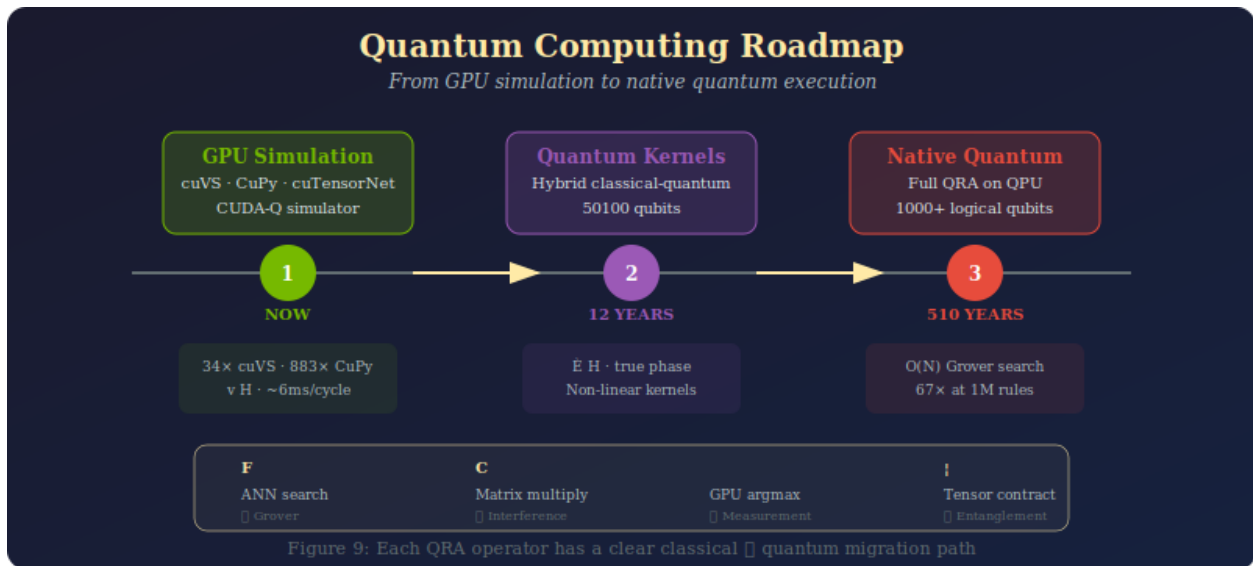 Quantum Computing Roadmap
From GPU simulation to native quantum execution
GPU Simulation
cuVS · CuPy · cuTensorNet
CUDA-Q simulator
Quantum Kernels
Hybrid classical-quantum
50100 qubits
Native Quantum
Full QRA on QPU
1000+ logical qubits
1
2
3
NOW
12 YEARS
510 YEARS
34× cuVS · 883× CuPy
v H · ~6ms/cycle
Ė H · true phase
Non-linear kernels
O(N) Grover search
67× at 1M rules
F
ANN search
▯ Grover
C
Matrix multiply
▯ Interference
GPU argmax
▯ Measurement
¦
Tensor contract
▯ Entanglement
Figure 9: Each QRA operator has a clear classical ▯ quantum migration path